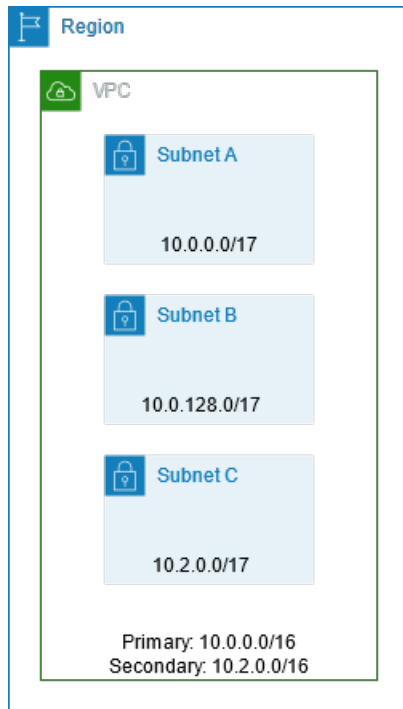 Region
VPC
Subnet A
10.0.0.0/17
Subnet B
10.0.128.0/17
Subnet C
10.2.0.0/17
Primary: 10.0.0.0/16
Secondary: 10.2.0.0/16